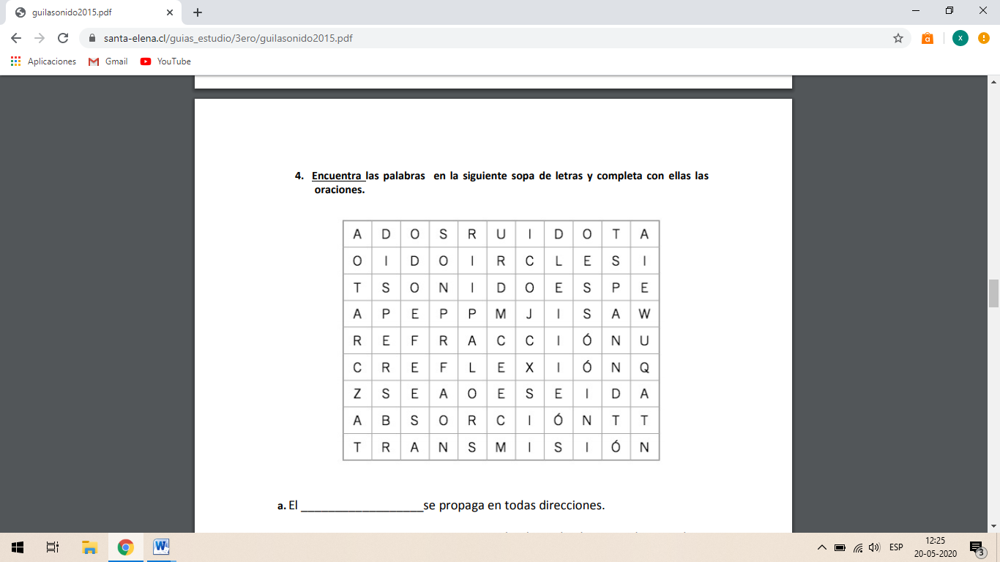 guilasonido2015.pdf
santa-elena.cl/guias_estudio/3ero/guilasonido2015.pdf
x
Aplicaciones Gmail YouTube
4. Encuentra las palabras en la siguiente sopa de letras y completa con ellas las
oraciones.
A D O S R U I D O T A
O I D O I R C L E S I
T S O N I D O E S P E
A P E P P M J I S A W
R E F R A C C I Ó N U
C R E F L E X I Ó N Q
Z S E A O E S E I D A
A B S O R C I Ó N T T
T R A N S M I S I Ó N
a. El __________________se propaga en todas direcciones.
ESP
12:25
20-05-2020
3